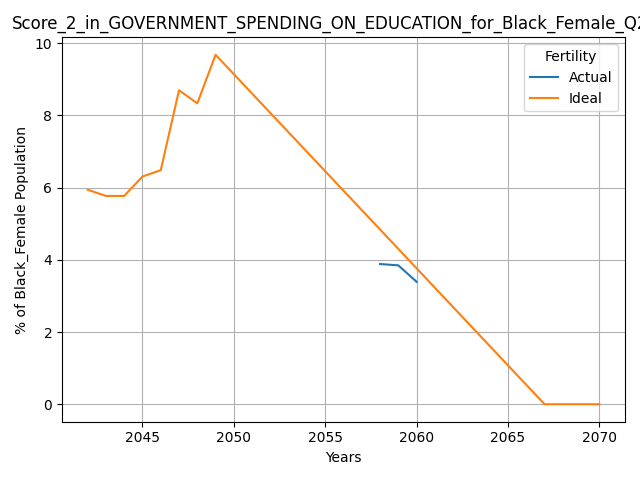 Score_2_in_GOVERNMENT_SPENDING_ON_EDUCATION_for_Black_Female_Q2
Fertility
Actual
Ideal
% of Black_Female Population
10
8
6
4
2
0
2045 2050 2055 2060 2065 2070
Years